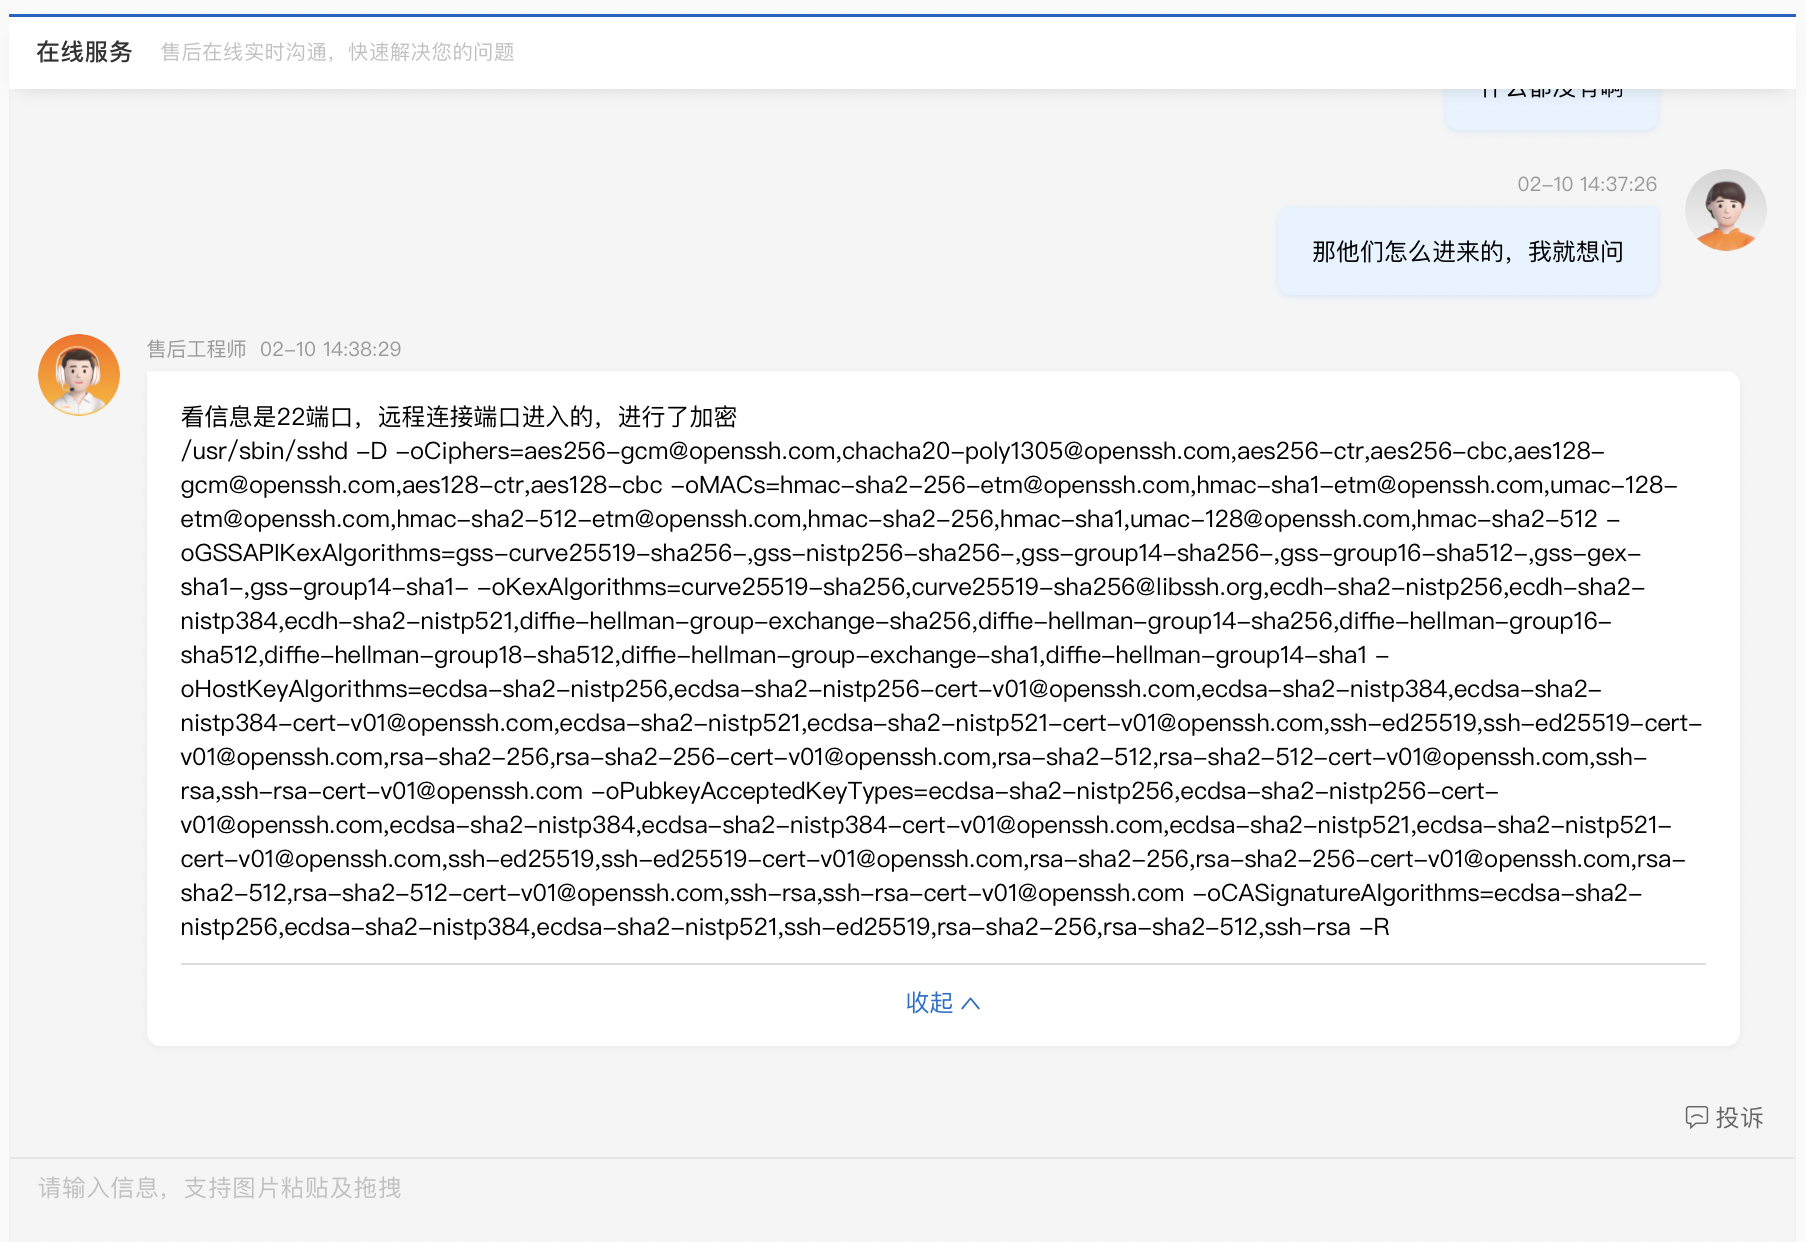 在线服务 售后在线实时沟通，快速解决您的问题
什么都没有啊
02-10 14:37:26
那他们怎么进来的，我就想问
售后工程师 02-10 14:38:29
看信息是22端口，远程连接端口进入的，进行了加密
/usr/sbin/sshd -D -oCiphers=aes256-gcm@openssh.com,chacha20-poly1305@openssh.com,aes256-ctr,aes256-cbc,aes128-
gcm@openssh.com,aes128-ctr,aes128-cbc -oMACs=hmac-sha2-256-etm@openssh.com,hmac-sha1-etm@openssh.com,umac-128-
etm@openssh.com,hmac-sha2-512-etm@openssh.com,hmac-sha2-256,hmac-sha1,umac-128@openssh.com,hmac-sha2-512 -
oGSSAPIKexAlgorithms=gss-curve25519-sha256-,gss-nistp256-sha256-,gss-group14-sha256-,gss-group16-sha512-,gss-gex-
sha1-,gss-group14-sha1- -oKexAlgorithms=curve25519-sha256,curve25519-sha256@libssh.org,ecdh-sha2-nistp256,ecdh-sha2-
nistp384,ecdh-sha2-nistp521,diffie-hellman-group-exchange-sha256,diffie-hellman-group14-sha256,diffie-hellman-group16-
sha512,diffie-hellman-group18-sha512,diffie-hellman-group-exchange-sha1,diffie-hellman-group14-sha1 -
oHostKeyAlgorithms=ecdsa-sha2-nistp256,ecdsa-sha2-nistp256-cert-v01@openssh.com,ecdsa-sha2-nistp384,ecdsa-sha2-
nistp384-cert-v01@openssh.com,ecdsa-sha2-nistp521,ecdsa-sha2-nistp521-cert-v01@openssh.com,ssh-ed25519,ssh-ed25519-cert-
v01@openssh.com,rsa-sha2-256,rsa-sha2-256-cert-v01@openssh.com,rsa-sha2-512,rsa-sha2-512-cert-v01@openssh.com,ssh-
rsa,ssh-rsa-cert-v01@openssh.com -oPubkeyAcceptedKeyTypes=ecdsa-sha2-nistp256,ecdsa-sha2-nistp256-cert-
v01@openssh.com,ecdsa-sha2-nistp384,ecdsa-sha2-nistp384-cert-v01@openssh.com,ecdsa-sha2-nistp521,ecdsa-sha2-nistp521-
cert-v01@openssh.com,ssh-ed25519,ssh-ed25519-cert-v01@openssh.com,rsa-sha2-256,rsa-sha2-256-cert-v01@openssh.com,rsa-
sha2-512,rsa-sha2-512-cert-v01@openssh.com,ssh-rsa,ssh-rsa-cert-v01@openssh.com -oCASignatureAlgorithms=ecdsa-sha2-
nistp256,ecdsa-sha2-nistp384,ecdsa-sha2-nistp521,ssh-ed25519,rsa-sha2-256,rsa-sha2-512,ssh-rsa -R
收起
投诉
请输入信息，支持图片粘贴及拖拽